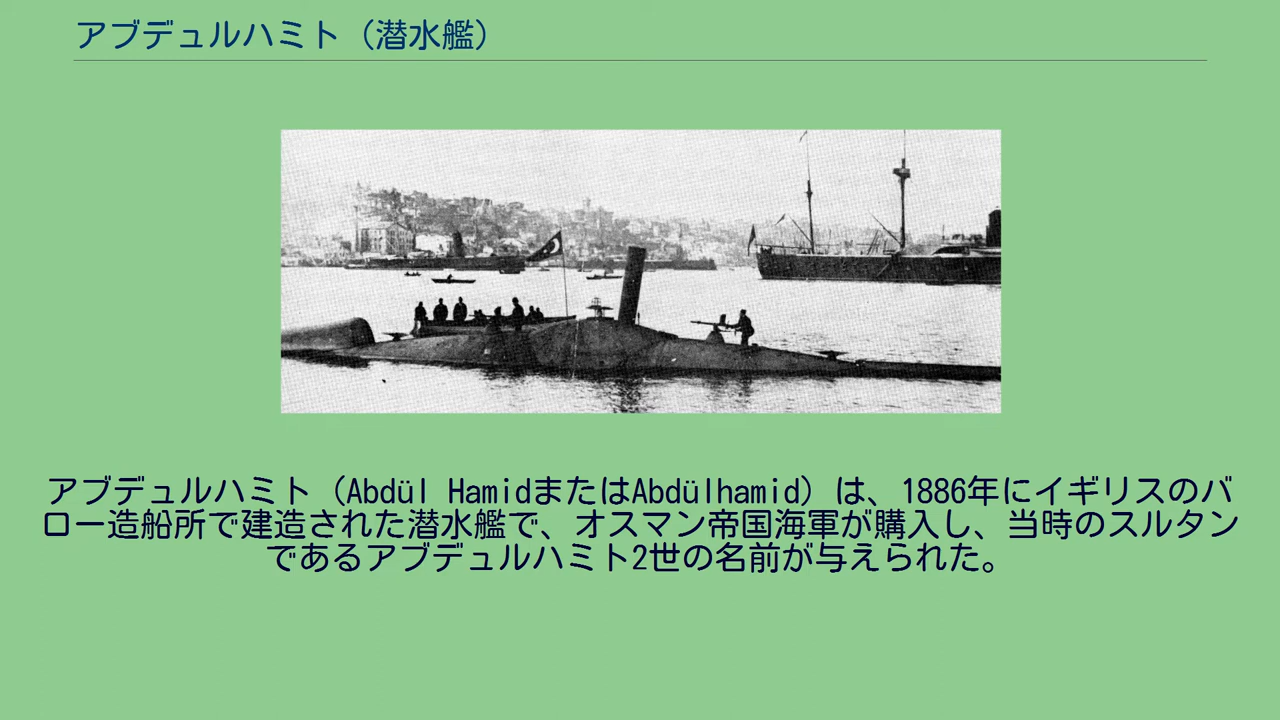 アブデュルハミト（潜水艦）
アブデュルハミト（Abdül HamidまたはAbdülhamid）は、1886年にイギリスのバ
ロー造船所で建造された潜水艦で、オスマン帝国海軍が購入し、当時のスルタン
であるアブデュルハミト2世の名前が与えられた。